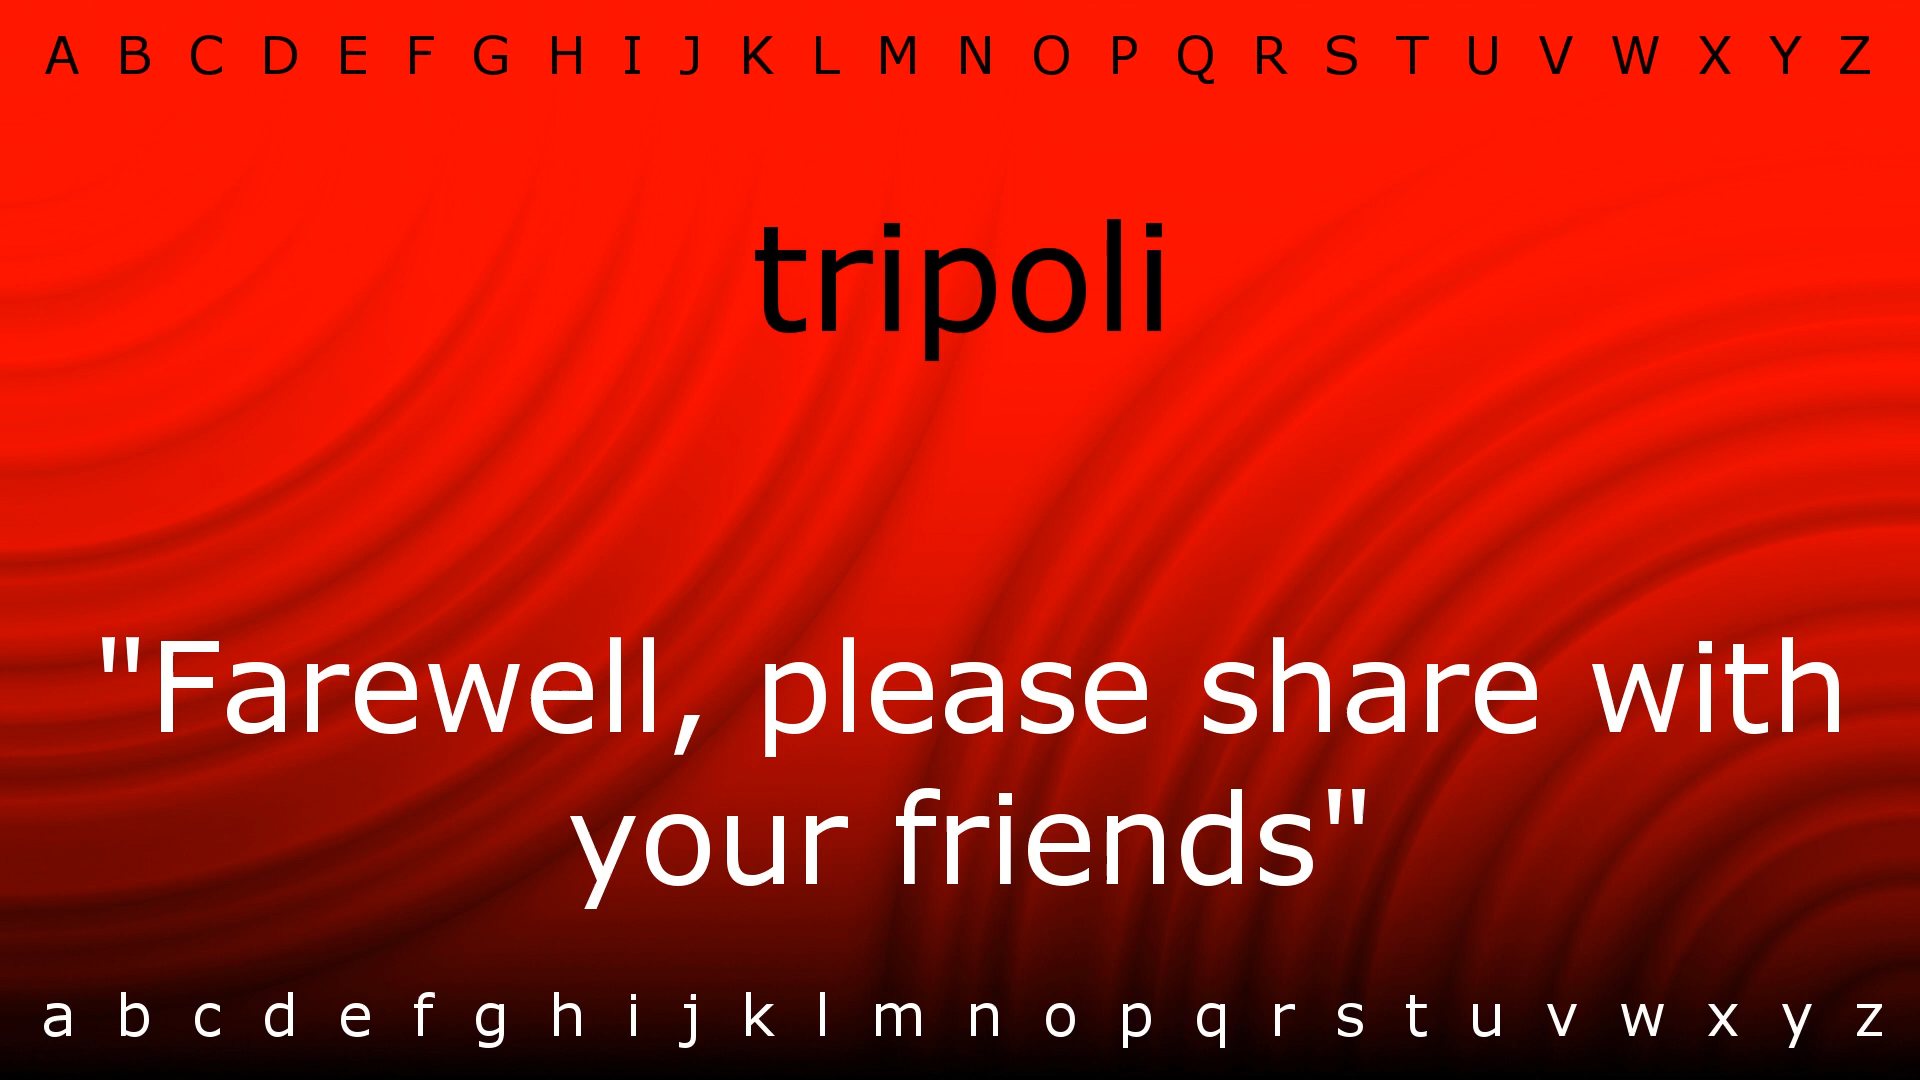 A B C D E F G H I J K L M N O P Q R S T U V W X Y Z
tripoli
"Farewell, please share with
your friends"
a b c d e f g h i j k l m n o p q r s t u v w x y z